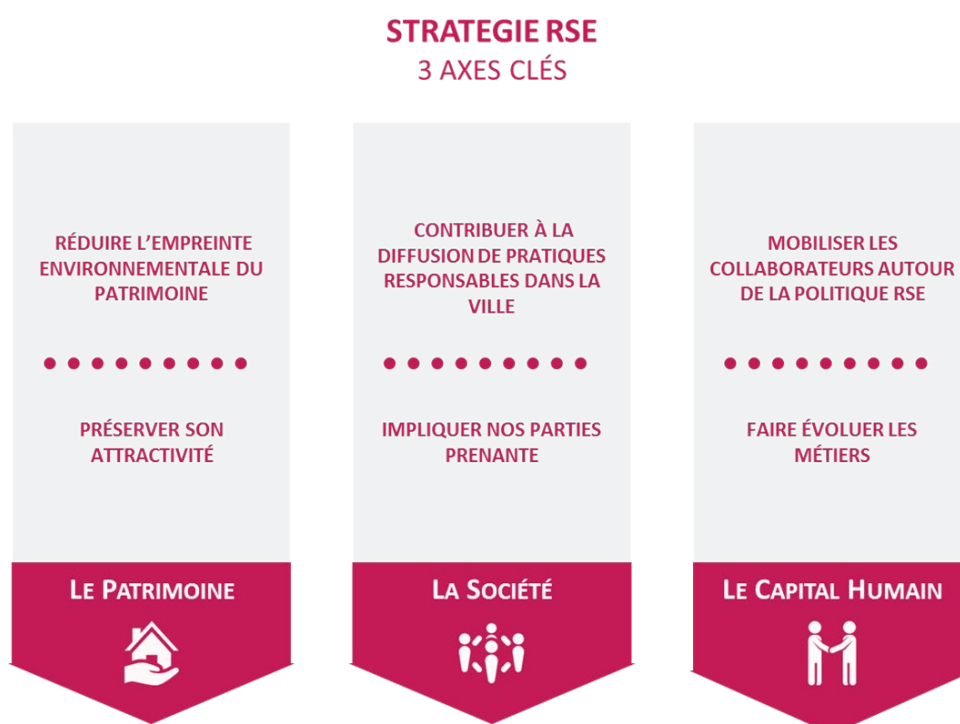 STRATEGIE RSE
3 AXES CLÉS
RÉDUIRE L'EMPREINTE
ENVIRONNEMENTALE DU
PATRIMOINE
PRÉSERVER SON
ATTRACTIVITÉ
LE PATRIMOINE
CONTRIBUER À LA
DIFFUSION DE PRATIQUES
RESPONSABLES DANS LA
VILLE
IMPLIQUER NOS PARTIES
PRENANTE
LA SOCIÉTÉ
MOBILISER LES
COLLABORATEURS AUTOUR
DE LA POLITIQUE RSE
FAIRE ÉVOLUER LES
MÉTIERS
LE CAPITAL HUMAIN